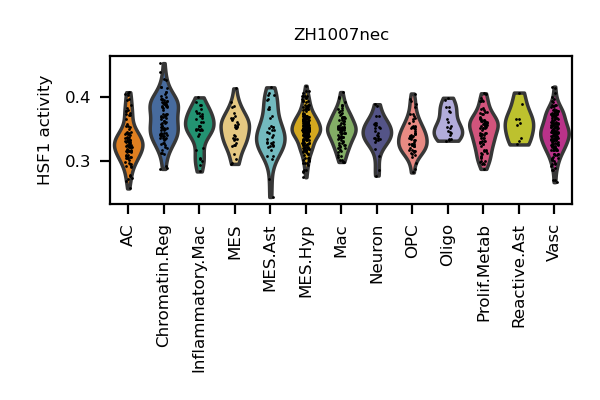 ZH1007nec
HSF1 activity
0.4
0.3
AC
Chromatin.Reg
Inflammatory.Mac
MES
MES.Ast
MES.Hyp
Mac
Neuron
OPC
Oligo
Prolif.Metab
Reactive.Ast
Vasc